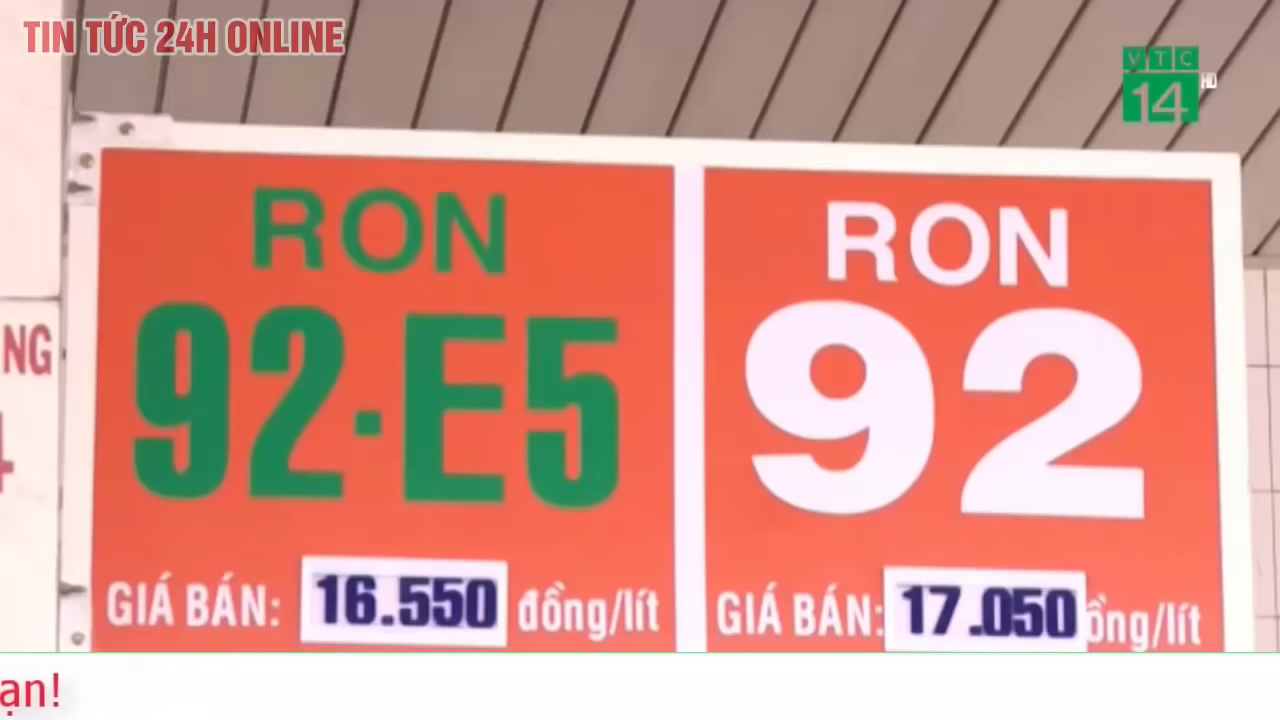 TIN TỨC 24H ONLINE
VTC
14 HD
RON
92·E5
GIÁ BÁN: 16.550 đồng/lít
RON
92
GIÁ BÁN: 17.050 ồng/lít
NG
ạn!